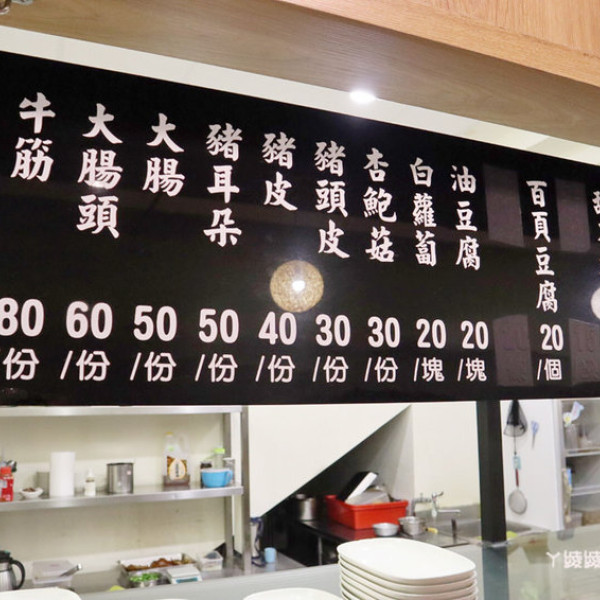 牛筋
80
/份
大腸頭
60
/份
大腸
50
/份
豬耳朵
50
/份
豬皮
40
/份
豬頭皮
30
/份
杏鮑菇
30
/份
白蘿蔔
20
/塊
油豆腐
20
/塊
百頁豆腐
20
/個